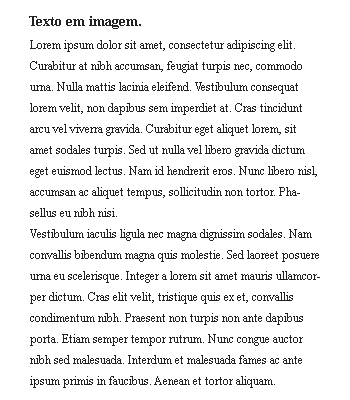 Texto em imagem.
Lorem ipsum dolor sit amet, consectetur adipiscing elit.
Curabitur at nibh accumsan, feugiat turpis nec, commodo
urna. Nulla mattis lacinia eleifend. Vestibulum consequat
lorem velit, non dapibus sem imperdiet at. Cras tincidunt
arcu vel viverra gravida. Curabitur eget aliquet lorem, sit
amet sodales turpis. Sed ut nulla vel libero gravida dictum
eget euismod lectus. Nam id hendrerit eros. Nunc libero nisl,
accumsan ac aliquet tempus, sollicitudin non tortor. Pha-
sellus eu nibh nisi.
Vestibulum iaculis ligula nec magna dignissim sodales. Nam
convallis bibendum magna quis molestie. Sed laoreet posuere
urna eu scelerisque. Integer a lorem sit amet mauris ullamcor-
per dictum. Cras elit velit, tristique quis ex et, convallis
condimentum nibh. Praesent non turpis non ante dapibus
porta. Etiam semper tempor rutrum. Nunc congue auctor
nibh sed malesuada. Interdum et malesuada fames ac ante
ipsum primis in faucibus. Aenean et tortor aliquam.